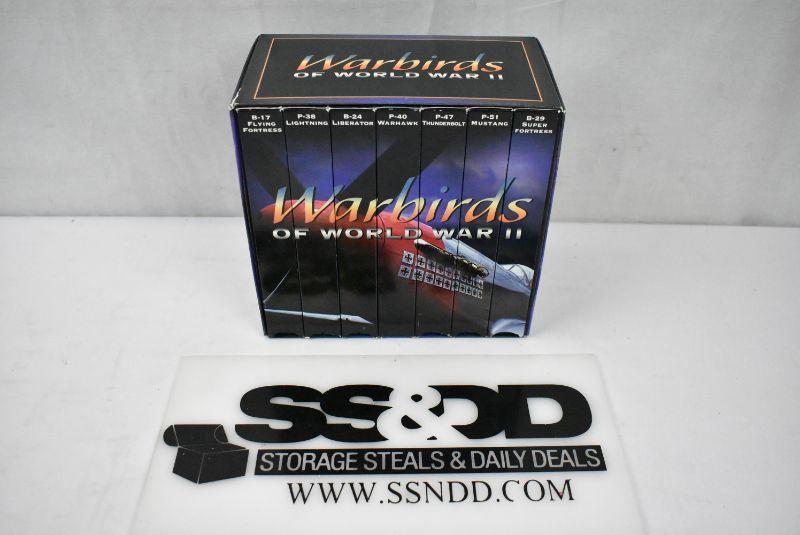 Warbirds
OF WORLD WAR II
B-17
FLYING
FORTRESS
P-38
LIGHTNING
B-24
LIBERATOR
P-40
WARHAWK
P-47
THUNDERBOLT
P-51
MUSTANG
B-29
SUPER
FORTRESS
Warbirds
OF WORLD WAR II
SS&DD
STORAGE STEALS & DAILY DEALS
WWW.SSNDD.COM